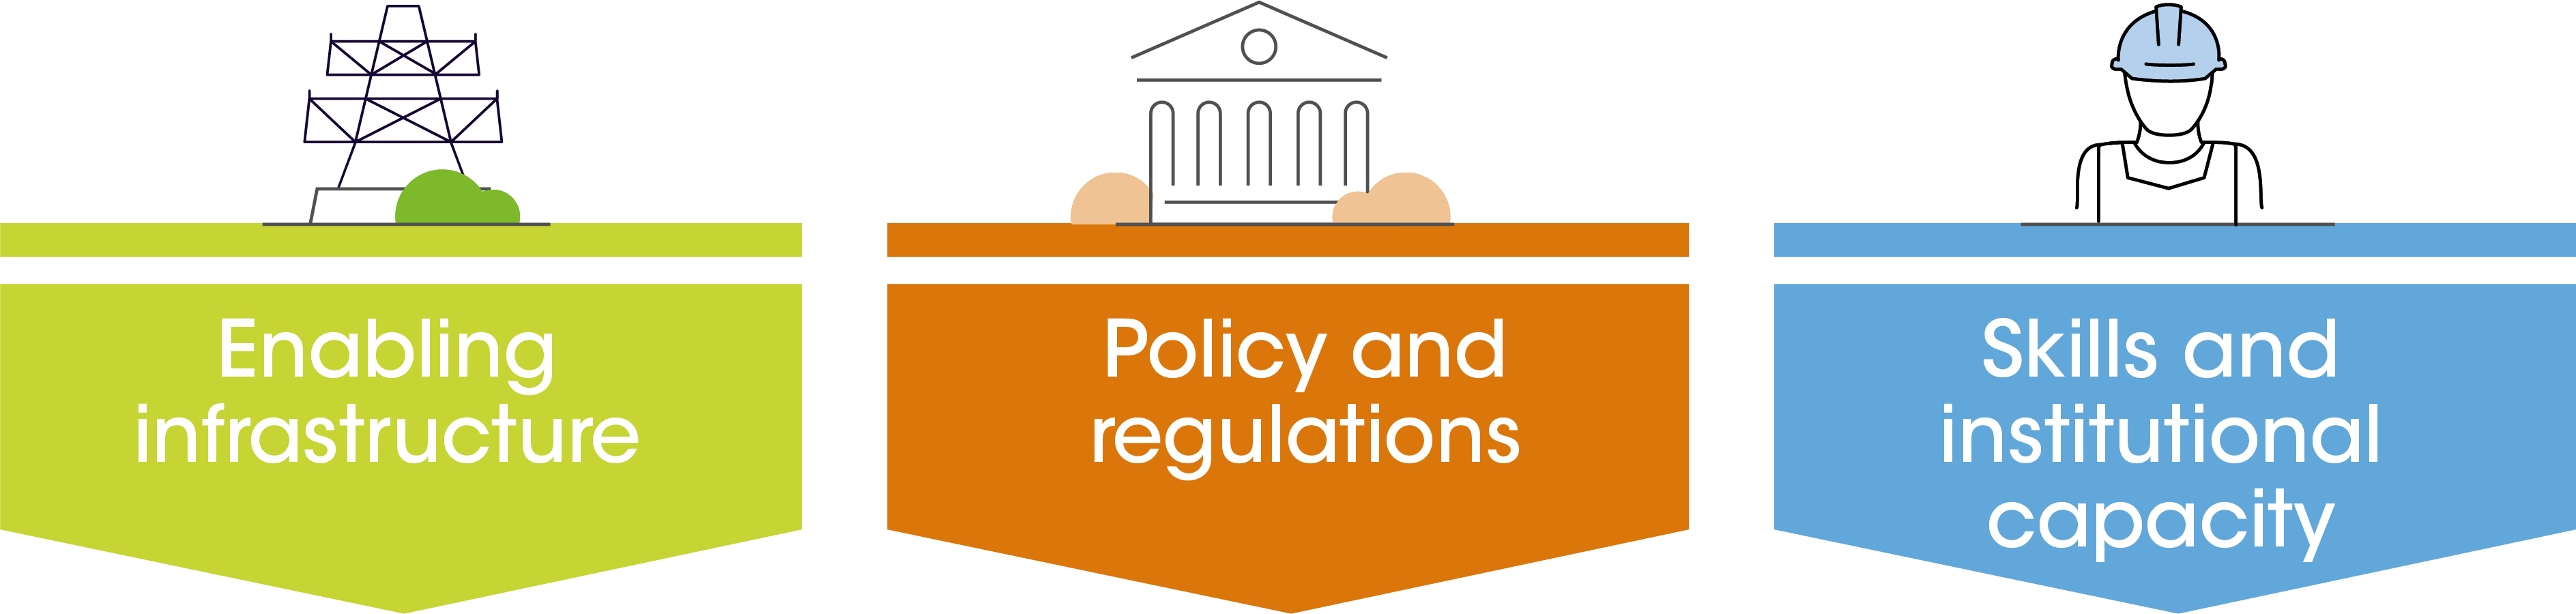 Enabling
infrastructure
Policy and
regulations
Skills and
institutional
capacity